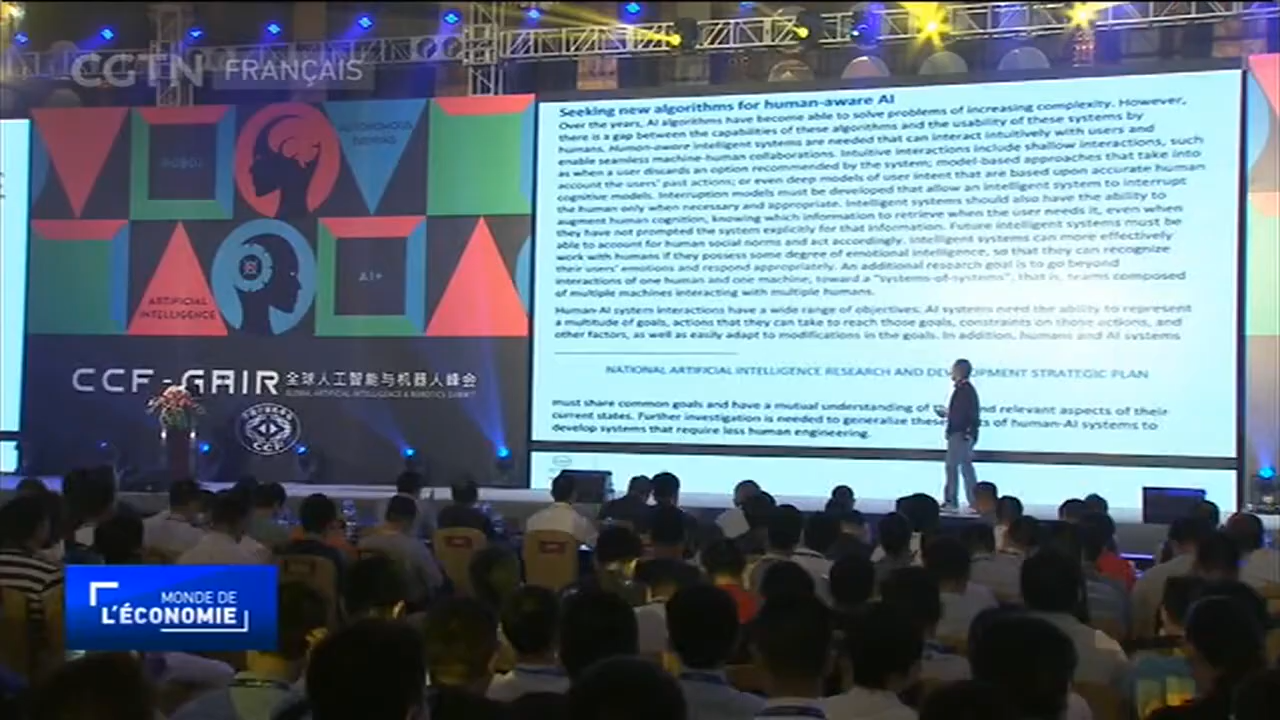 CGTN FRANÇAIS
AUTONOMOUS
DRIVING
ROBOT
AI+
ARTIFICIAL
INTELLIGENCE
CCF-GAIR 全球人工智能与机器人峰会
GLOBAL ARTIFICIAL INTELLIGENCE & ROBOTICS SUMMIT
CCF
Seeking new algorithms for human-aware AI
Over the years, AI algorithms have become able to solve problems of increasing complexity. However,
there is a gap between the capabilities of these algorithms and the usability of these systems by
humans. Human-aware intelligent systems are needed that can interact intuitively with users and
enable seamless machine-human collaborations. Intuitive interactions include shallow interactions, such
as when a user discards an option recommended by the system; model-based approaches that take into
account the users' past actions; or even deep models of user intent that are based upon accurate human
cognitive models. Interruption models must be developed that allow an intelligent system to interrupt
the human only when necessary and appropriate. Intelligent systems should also have the ability to
augment human cognition, knowing which information to retrieve when the user needs it, even when
they have not prompted the system explicitly for that information. Future intelligent systems must be
able to account for human social norms and act accordingly. Intelligent systems can more effectively
work with humans if they possess some degree of emotional intelligence, so that they can recognize
their users' emotions and respond appropriately. An additional research goal is to go beyond
interactions of one human and one machine, toward a "systems-of-systems", that is, teams composed
of multiple machines interacting with multiple humans.
Human-AI system interactions have a wide range of objectives. AI systems need the ability to represent
a multitude of goals, actions that they can take to reach those goals, constraints on those actions, and
other factors, as well as easily adapt to modifications in the goals. In addition, humans and AI systems
NATIONAL ARTIFICIAL INTELLIGENCE RESEARCH AND DEVELOPMENT STRATEGIC PLAN
must share common goals and have a mutual understanding of and relevant aspects of their
current states. Further investigation is needed to generalize these of human-AI systems to
develop systems that require less human engineering.
MONDE DE
L'ÉCONOMIE